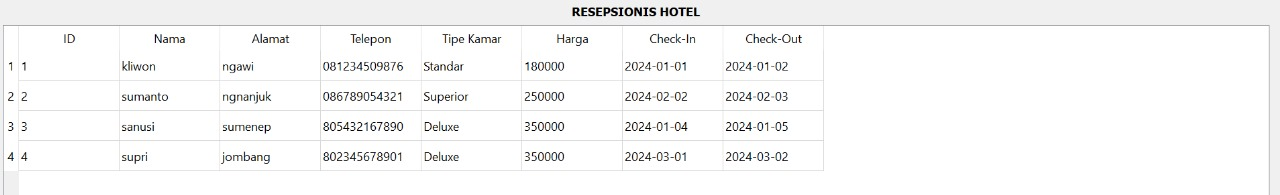 RESEPSIONIS HOTEL
ID Nama Alamat Telepon Tipe Kamar Harga Check-In Check-Out
1 1 kliwon ngawi 081234509876 Standar 180000 2024-01-01 2024-01-02
2 2 sumanto ngnanjuk 086789054321 Superior 250000 2024-02-02 2024-02-03
3 3 sanusi sumenep 805432167890 Deluxe 350000 2024-01-04 2024-01-05
4 4 supri jombang 802345678901 Deluxe 350000 2024-03-01 2024-03-02